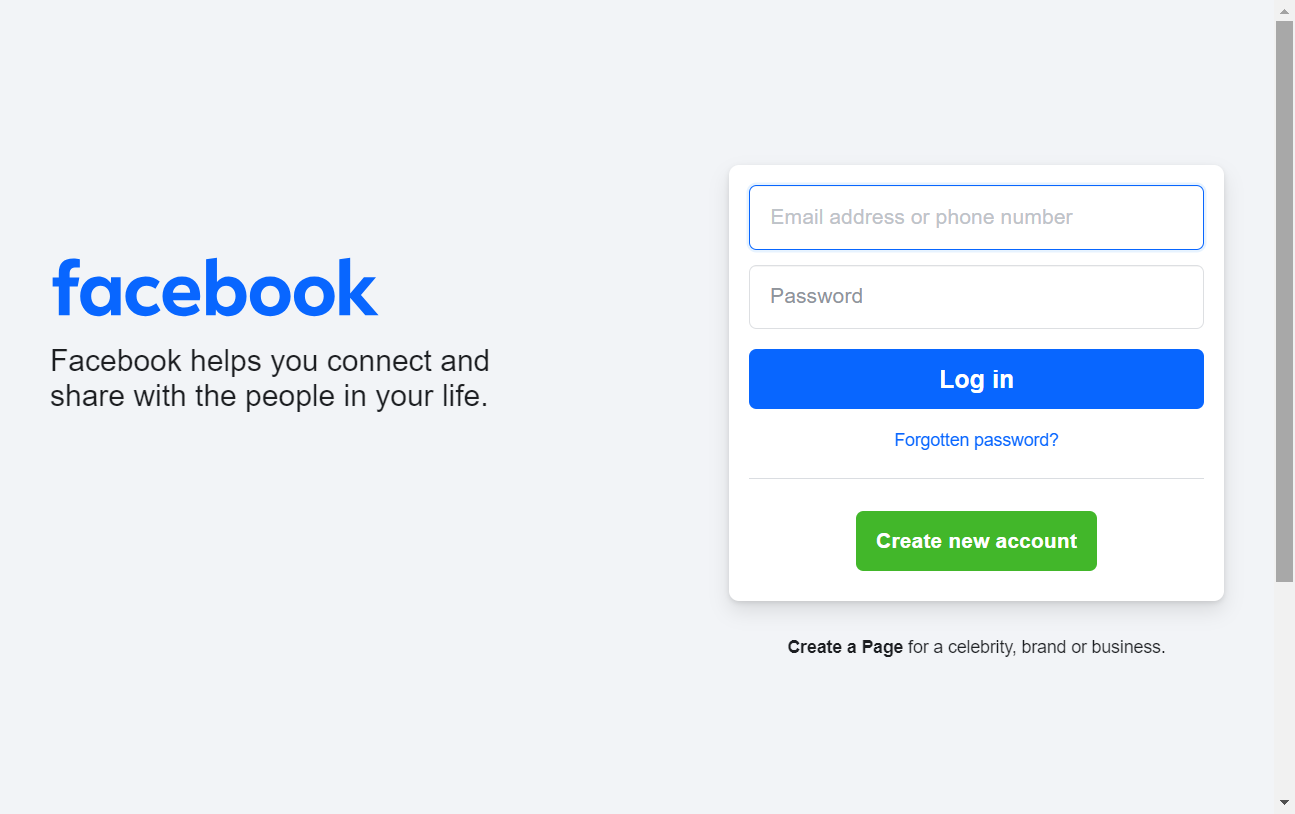 facebook
Facebook helps you connect and
share with the people in your life.
Email address or phone number
Password
Log in
Forgotten password?
Create new account
Create a Page for a celebrity, brand or business.